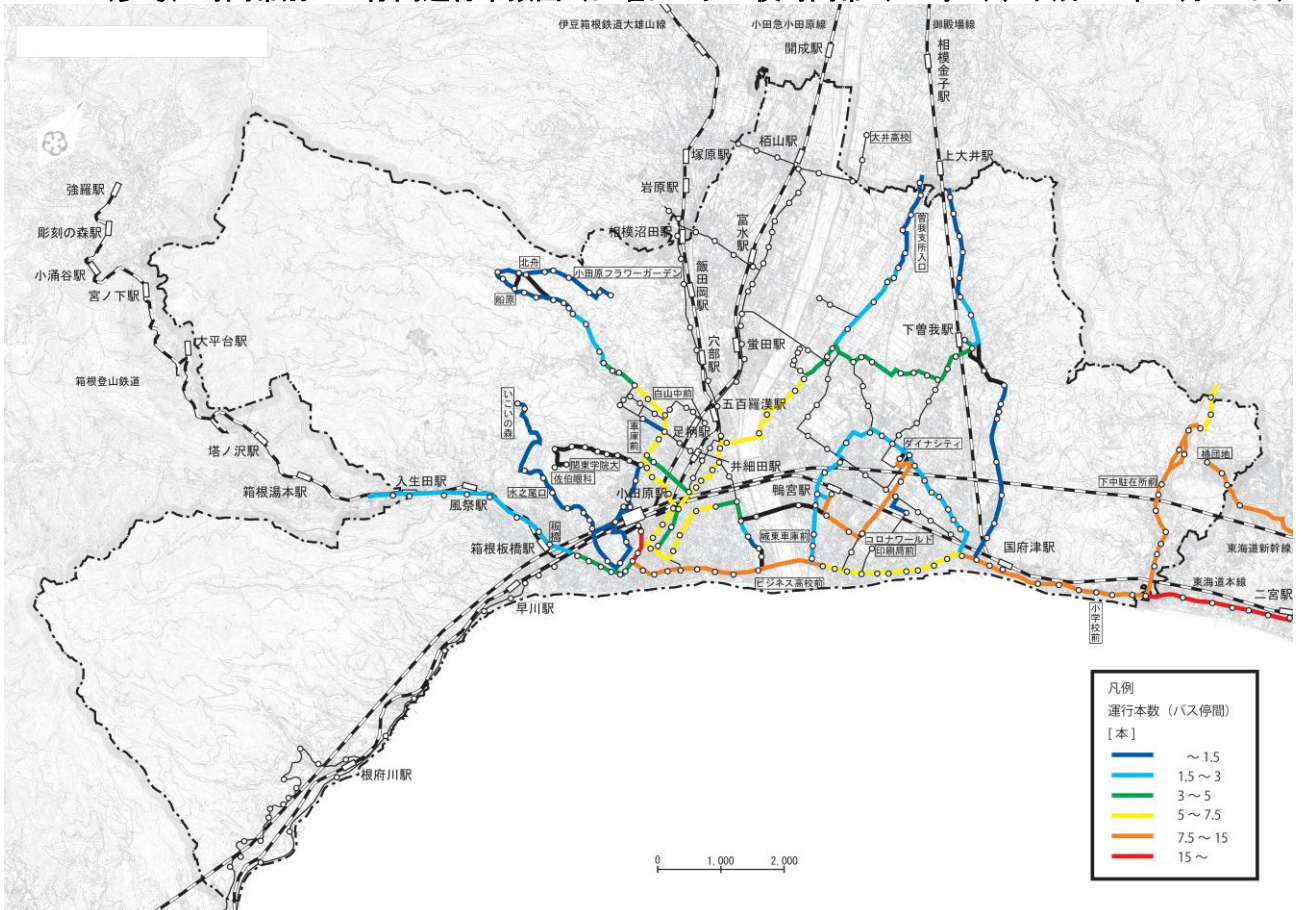 伊豆箱根鉄道大雄山線
小田急小田原線
御殿場線
開成駅
相模金子駅
栢山駅
大井高校
塚原駅
上大井駅
岩原駅
強羅駅
相模沼田駅
富水駅
曽我支所入口
彫刻の森駅
小涌谷駅
宮ノ下駅
北舟
小田原フラワーガーデン
船原
飯田岡駅
大平台駅
下曽我駅
穴部駅
蛍田駅
箱根登山鉄道
いこいの森
白山中前
五百羅漢駅
車庫前
足柄駅
塔ノ沢駅
ダイナシティ
橘団地
関東学院大
佐伯眼科
井細田駅
下中駐在所前
箱根湯本駅
入生田駅
水之尾口
小田原駅
鴨宮駅
風祭駅
板橋
城東車庫前
コロナワールド
印刷局前
箱根板橋駅
国府津駅
東海道新幹線
ビジネス高校前
東海道本線
早川駅
小学校前
二宮駅
根府川駅
凡例
運行本数（バス停間）
[本]
～1.5
1.5～3
3～5
5～7.5
7.5～15
15～
0 1,000 2,000